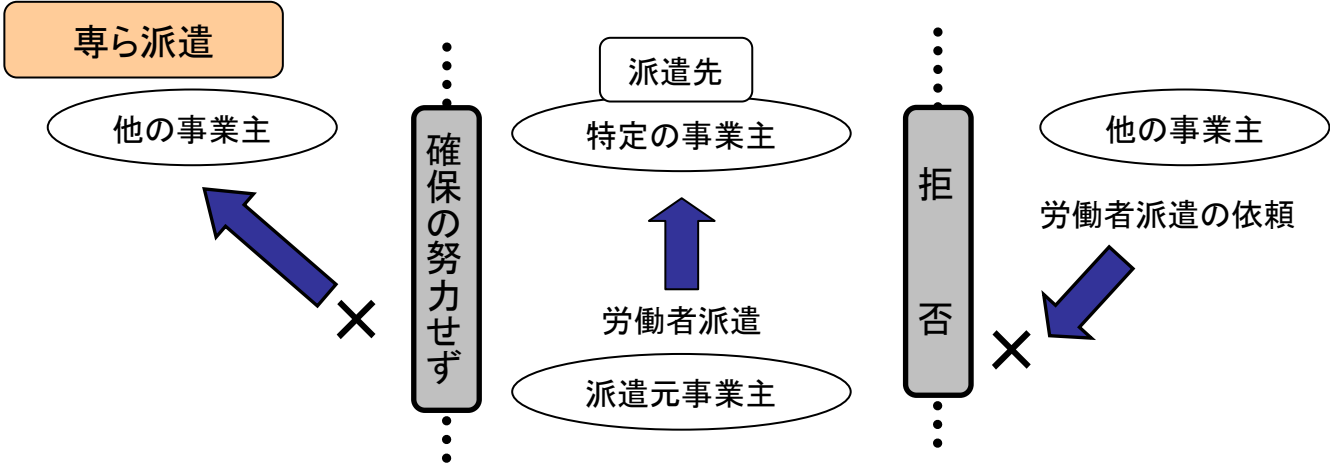 専ら派遣
他の事業主
確保の努力せず
派遣先
特定の事業主
労働者派遣
派遣元事業主
拒否
他の事業主
労働者派遣の依頼